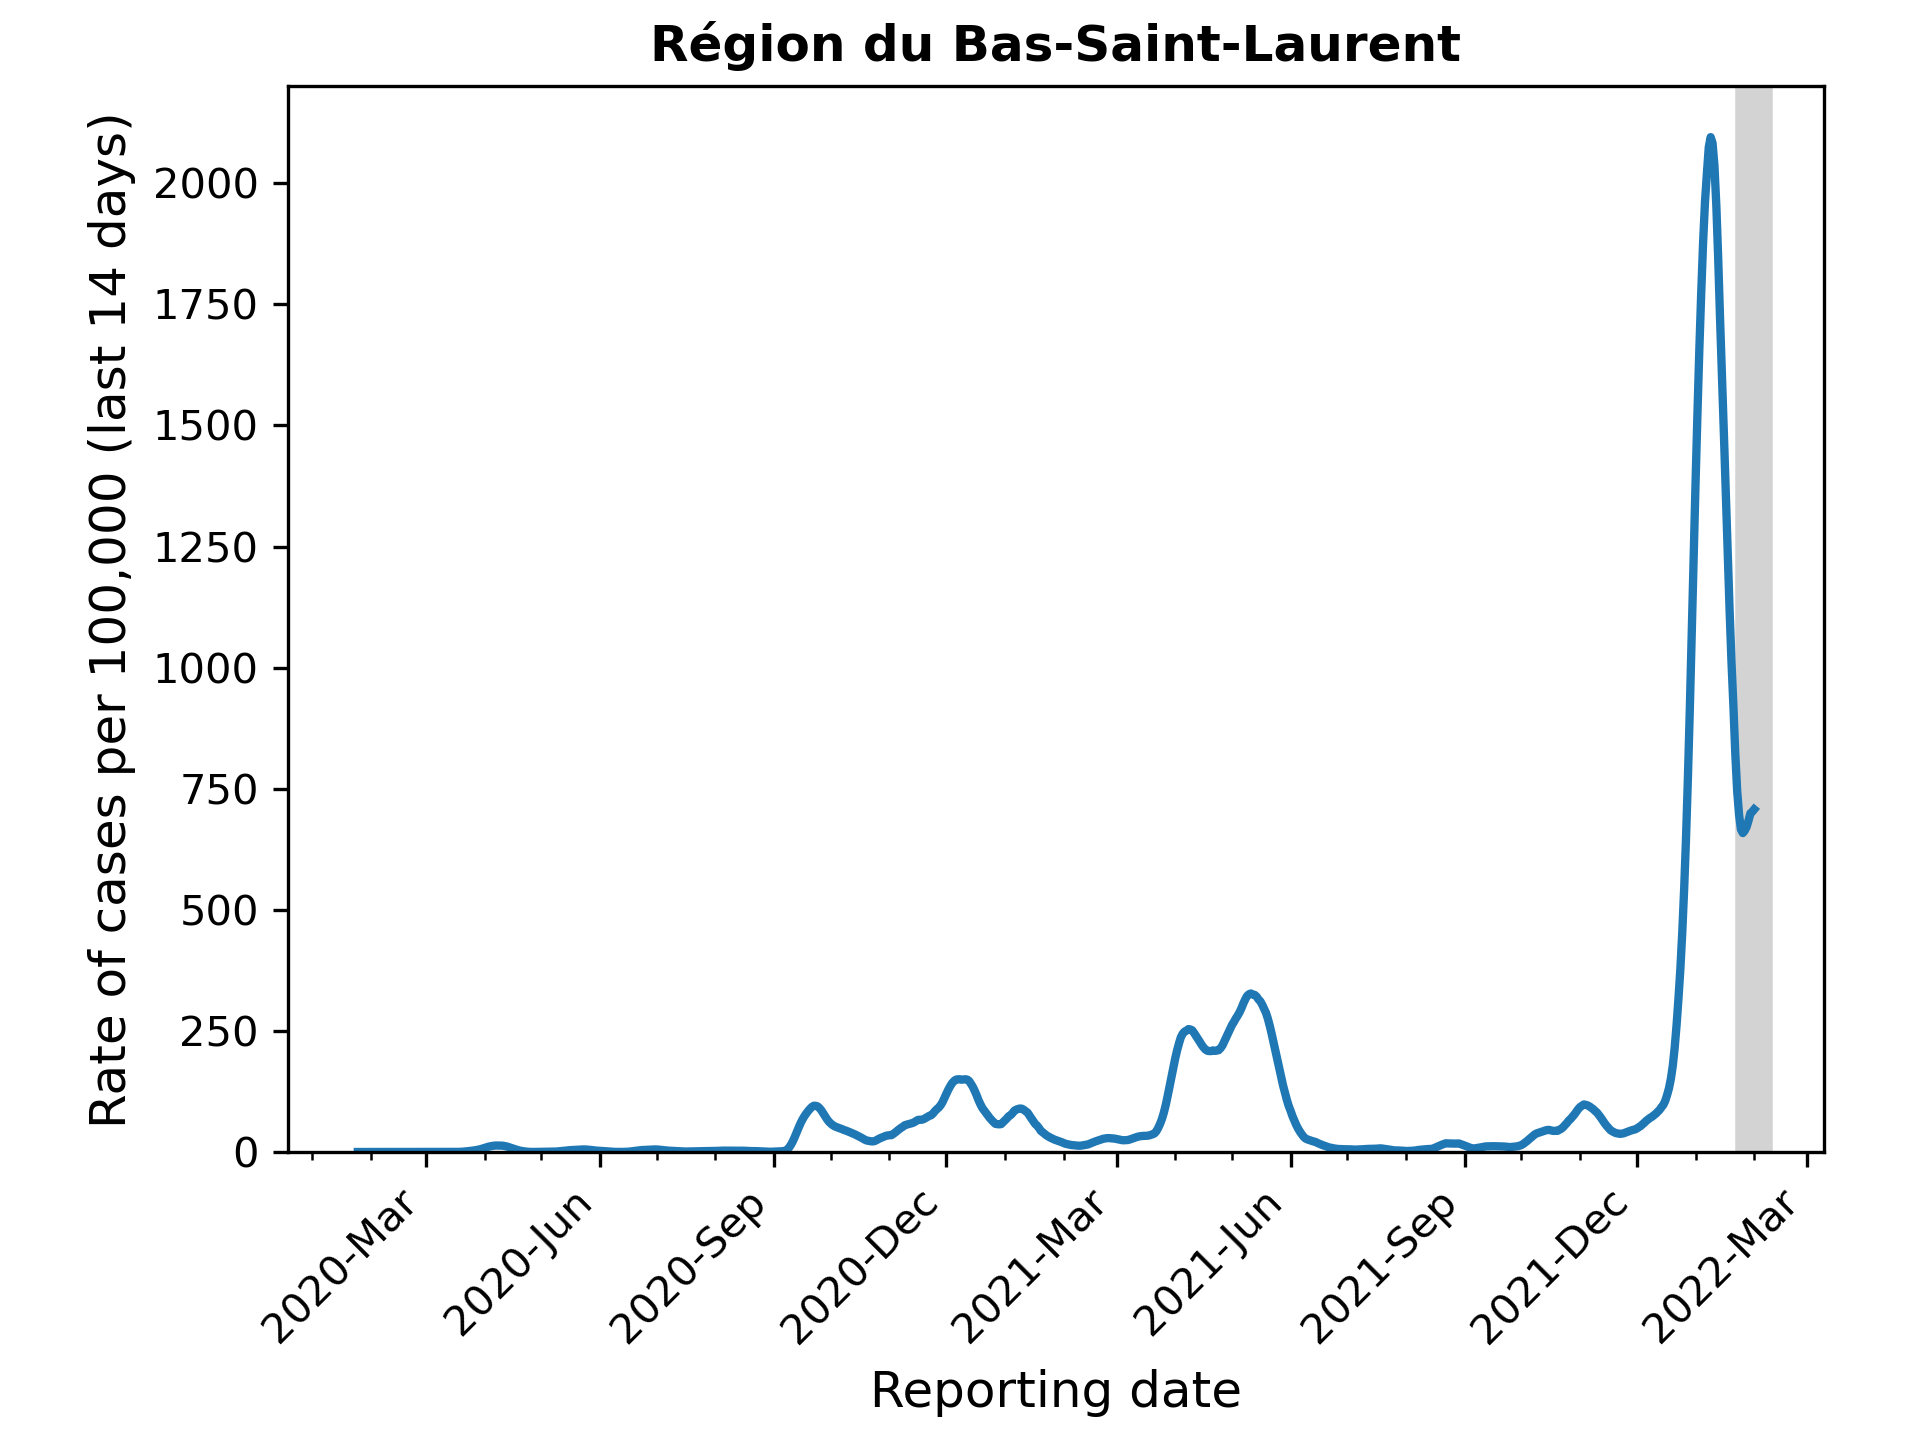 Région du Bas-Saint-Laurent
Rate of cases per 100,000 (last 14 days)
2000
1750
1500
1250
1000
750
500
250
0
2020-Mar
2020-Jun
2020-Sep
2020-Dec
2021-Mar
2021-Jun
2021-Sep
2021-Dec
2022-Mar
Reporting date